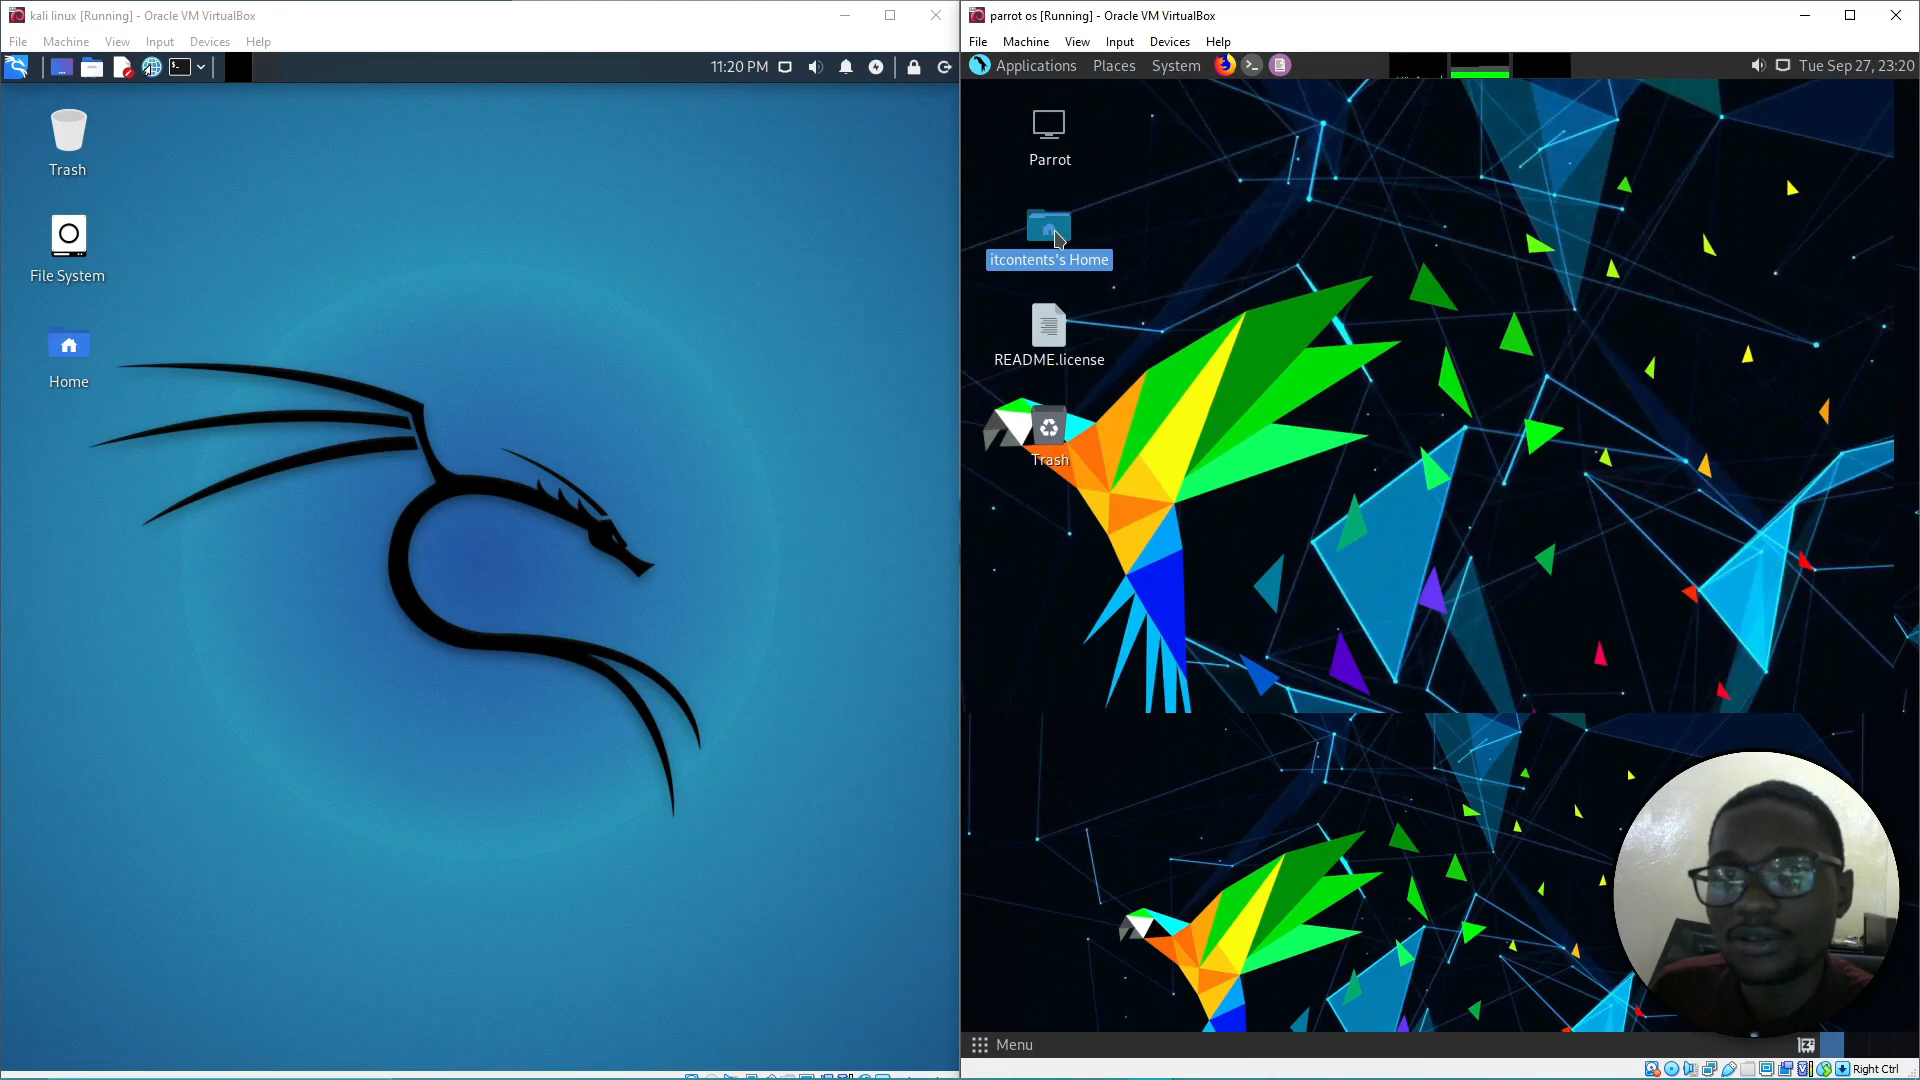 kali linux [Running] - Oracle VM VirtualBox
File Machine View Input Devices Help
11:20 PM
Trash
File System
Home
parrot os [Running] - Oracle VM VirtualBox
File Machine View Input Devices Help
Applications Places System
Tue Sep 27, 23:20
Parrot
itcontents's Home
README.license
Trash
Menu
Right Ctrl